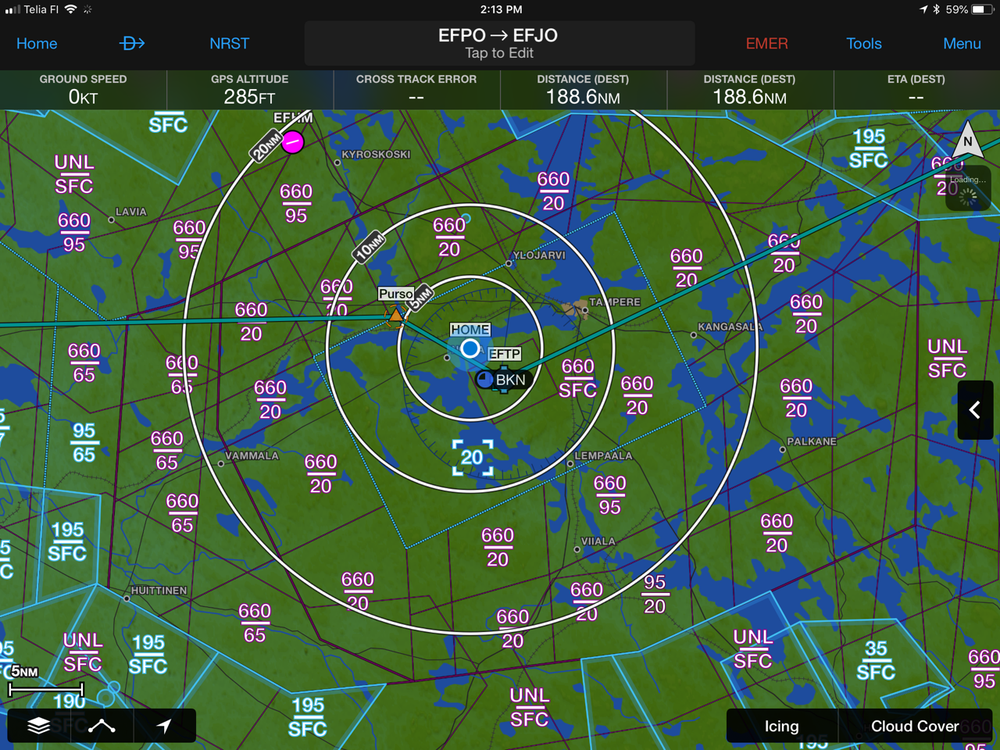 Telia FI
2:13 PM
59%
Home
D
NRST
EFPO → EFJO
Tap to Edit
EMER
Tools
Menu
GROUND SPEED
0KT
GPS ALTITUDE
285FT
CROSS TRACK ERROR
--
DISTANCE (DEST)
188.6NM
DISTANCE (DEST)
188.6NM
ETA (DEST)
--
SFC
EFHM
20NM
KYROSKOSKI
195
SFC
N
UNL
SFC
660
95
660
20
660
20
Loading...
LAVIA
660
95
660
95
660
20
10NM
YLOJARVI
660
20
660
20
660
20
Purso
5NM
TAMPERE
660
20
660
20
HOME
KANGASALA
EFTP
BKN
UNL
SFC
660
65
660
65
660
20
660
SFC
660
20
660
20
95
65
660
65
VAMMALA
660
20
20
LEMPAALA
PALKANE
660
65
660
95
195
SFC
660
20
660
20
VIIALA
HUITTINEN
660
20
660
20
95
20
660
65
660
20
UNL
SFC
195
SFC
UNL
SFC
35
SFC
660
95
5NM
190
SFC
195
SFC
UNL
SFC
Icing
Cloud Cover
660
95
195